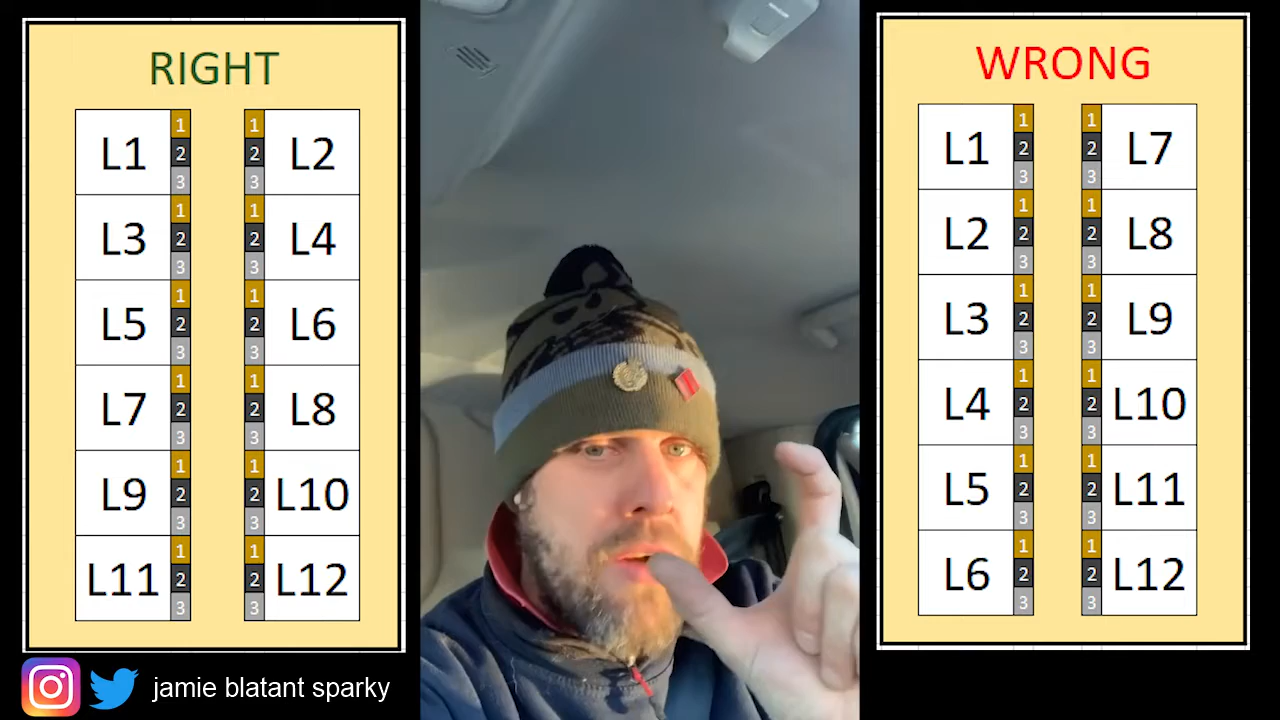 RIGHT
1
1
L1 2 2 L2
3 3
1 1
L3 2 2 L4
3 3
1 1
L5 2 2 L6
3 3
1 1
L7 2 2 L8
3 3
1 1
L9 2 2 L10
3 3
1 1
L11 2 2 L12
3 3
WRONG
1 1
L1 2 2 L7
3 3
1 1
L2 2 2 L8
3 3
1 1
L3 2 2 L9
3 3
1 1
L4 2 2 L10
3 3
1 1
L5 2 2 L11
3 3
1 1
L6 2 2 L12
3 3
jamie blatant sparky